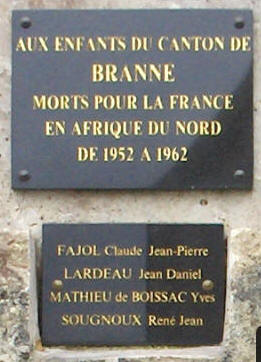 AUX ENFANTS DU CANTON DE
BRANNE
MORTS POUR LA FRANCE
EN AFRIQUE DU NORD
DE 1952 A 1962
FAJOL Claude Jean-Pierre
LARDEAU Jean Daniel
MATHIEU de BOISSAC Yves
SOUGNOUX René Jean